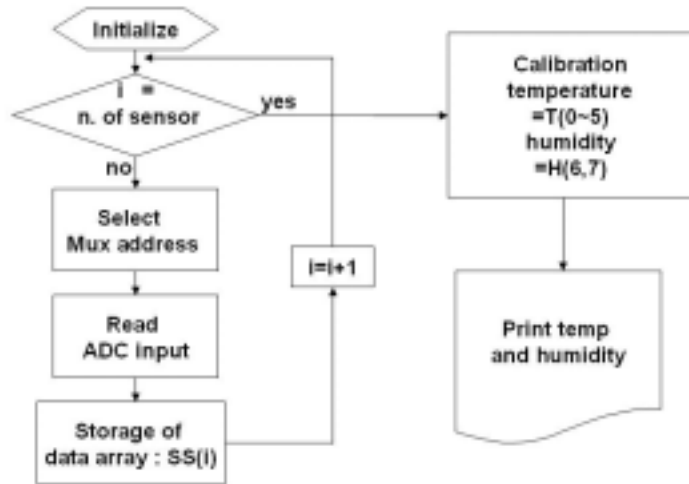 Initialize
i =
n. of sensor
yes
no
Select
Mux address
Read
ADC input
Storage of
data array : SS(i)
i=i+1
Calibration
temperature
=T(0~5)
humidity
=H(6,7)
Print temp
and humidity